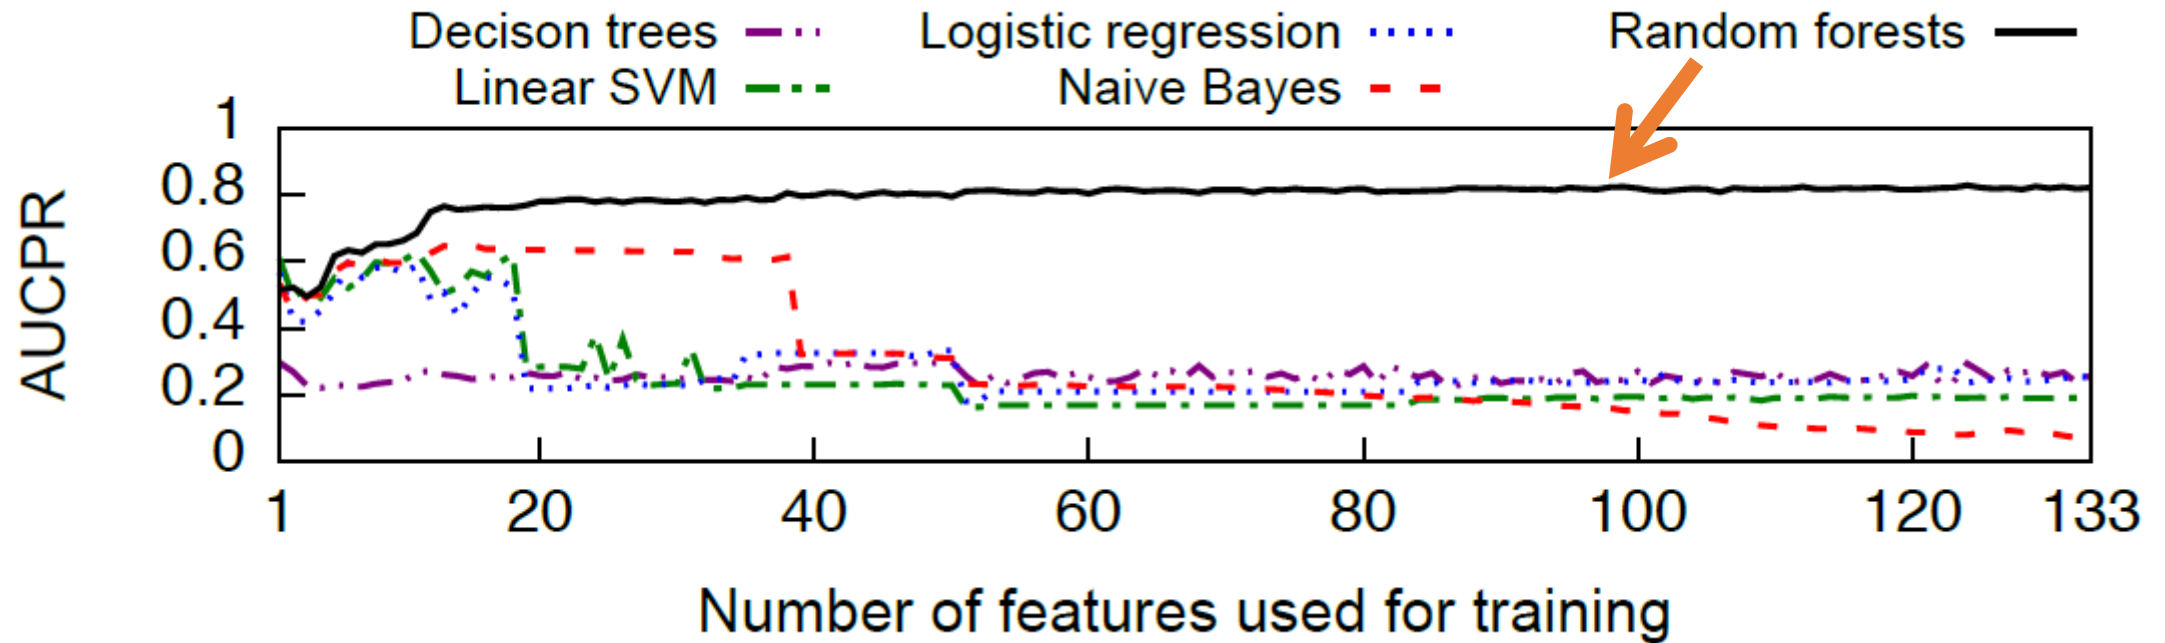 Decison trees
Logistic regression
Random forests
Linear SVM
Naive Bayes
1
0.8
0.6
0.4
0.2
0
AUCPR
1 20 40 60 80 100 120 133
Number of features used for training